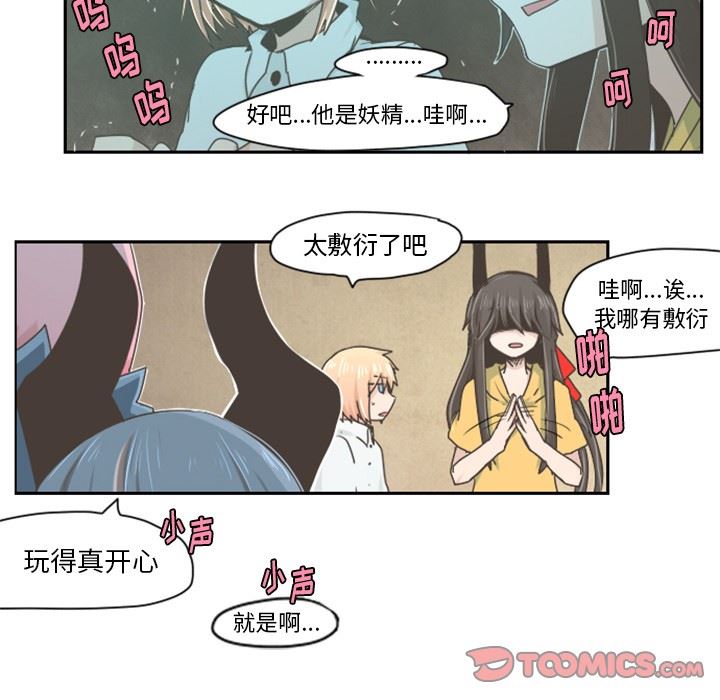 呜呜呜
呵呵
………
好吧...他是妖精...哇啊...
太敷衍了吧
哇啊...诶...
我哪有敷衍
啪啪
玩得真开心
小声
小声
就是啊...
TOOMICS.COM